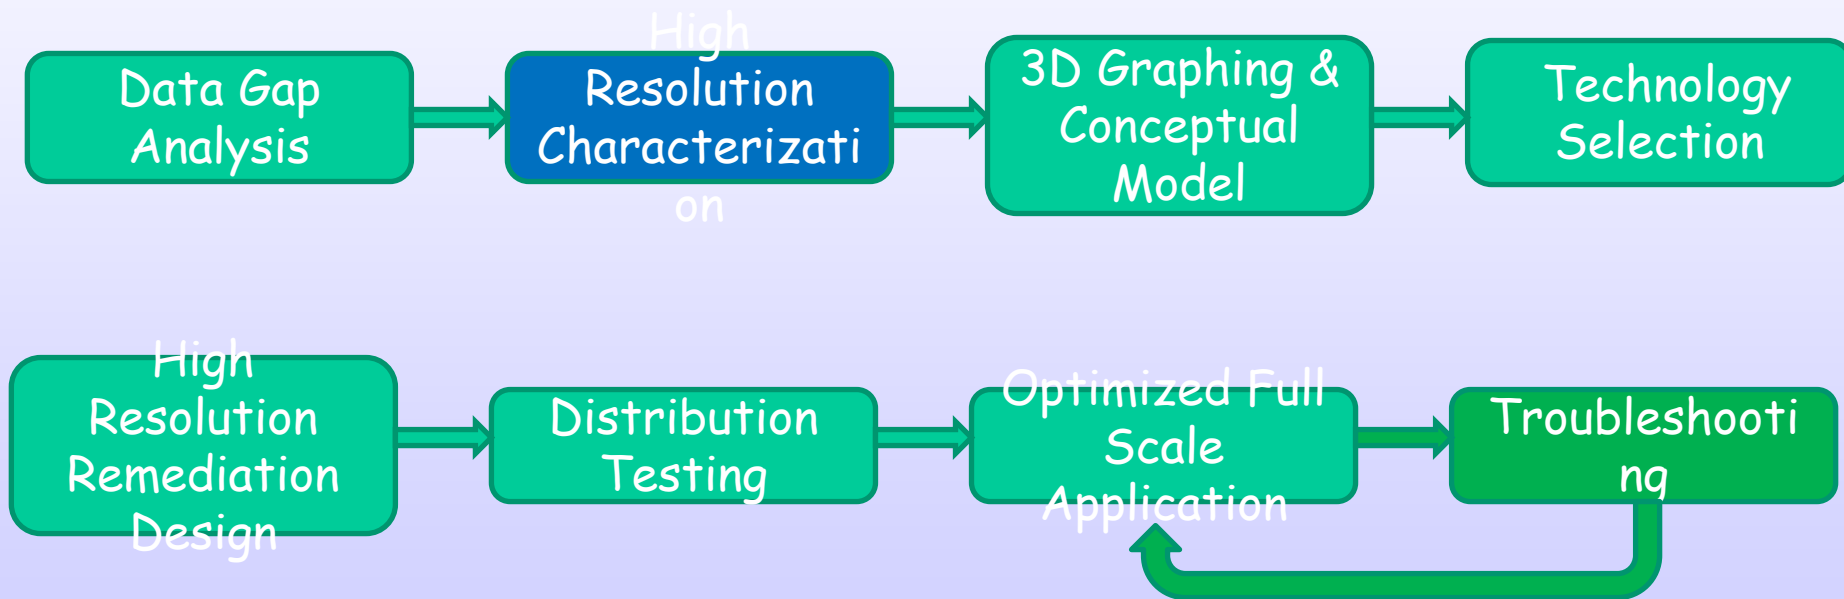 Data Gap
Analysis
High
Resolution
Characterizati
on
3D Graphing &
Conceptual
Model
Technology
Selection
High
Resolution
Remediation
Design
Distribution
Testing
Optimized Full
Scale
Application
Troubleshooti
ng